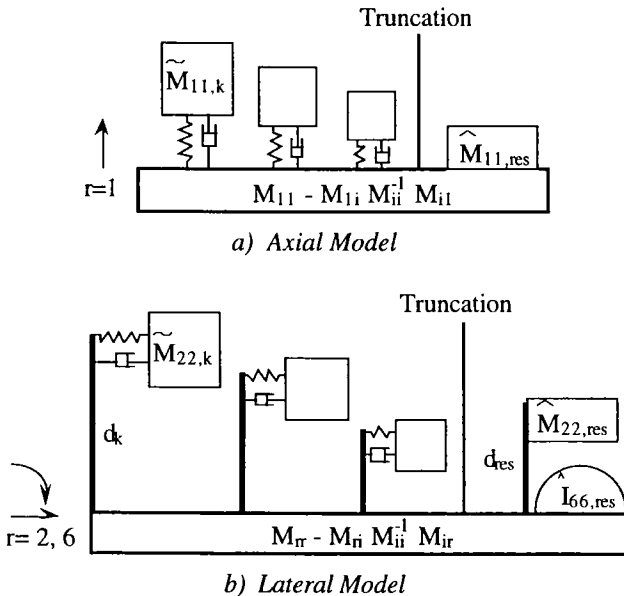 Truncation
M̃₁₁,ₖ
M̂₁₁,res
r=1
M₁₁ - M₁ᵢ Mᵢᵢ⁻¹ Mᵢ₁
a) Axial Model
Truncation
M̃₂₂,ₖ
dₖ
M̂₂₂,res
d_res
Î₆₆,res
r= 2, 6
Mᵣᵣ - Mᵣᵢ Mᵢᵢ⁻¹ Mᵢᵣ
b) Lateral Model